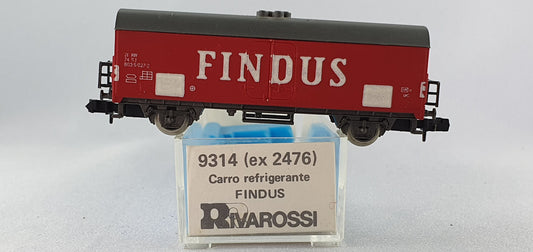 FINDUS
9314 (ex 2476)
Carro refrigerante
FINDUS
RIVAROSSI